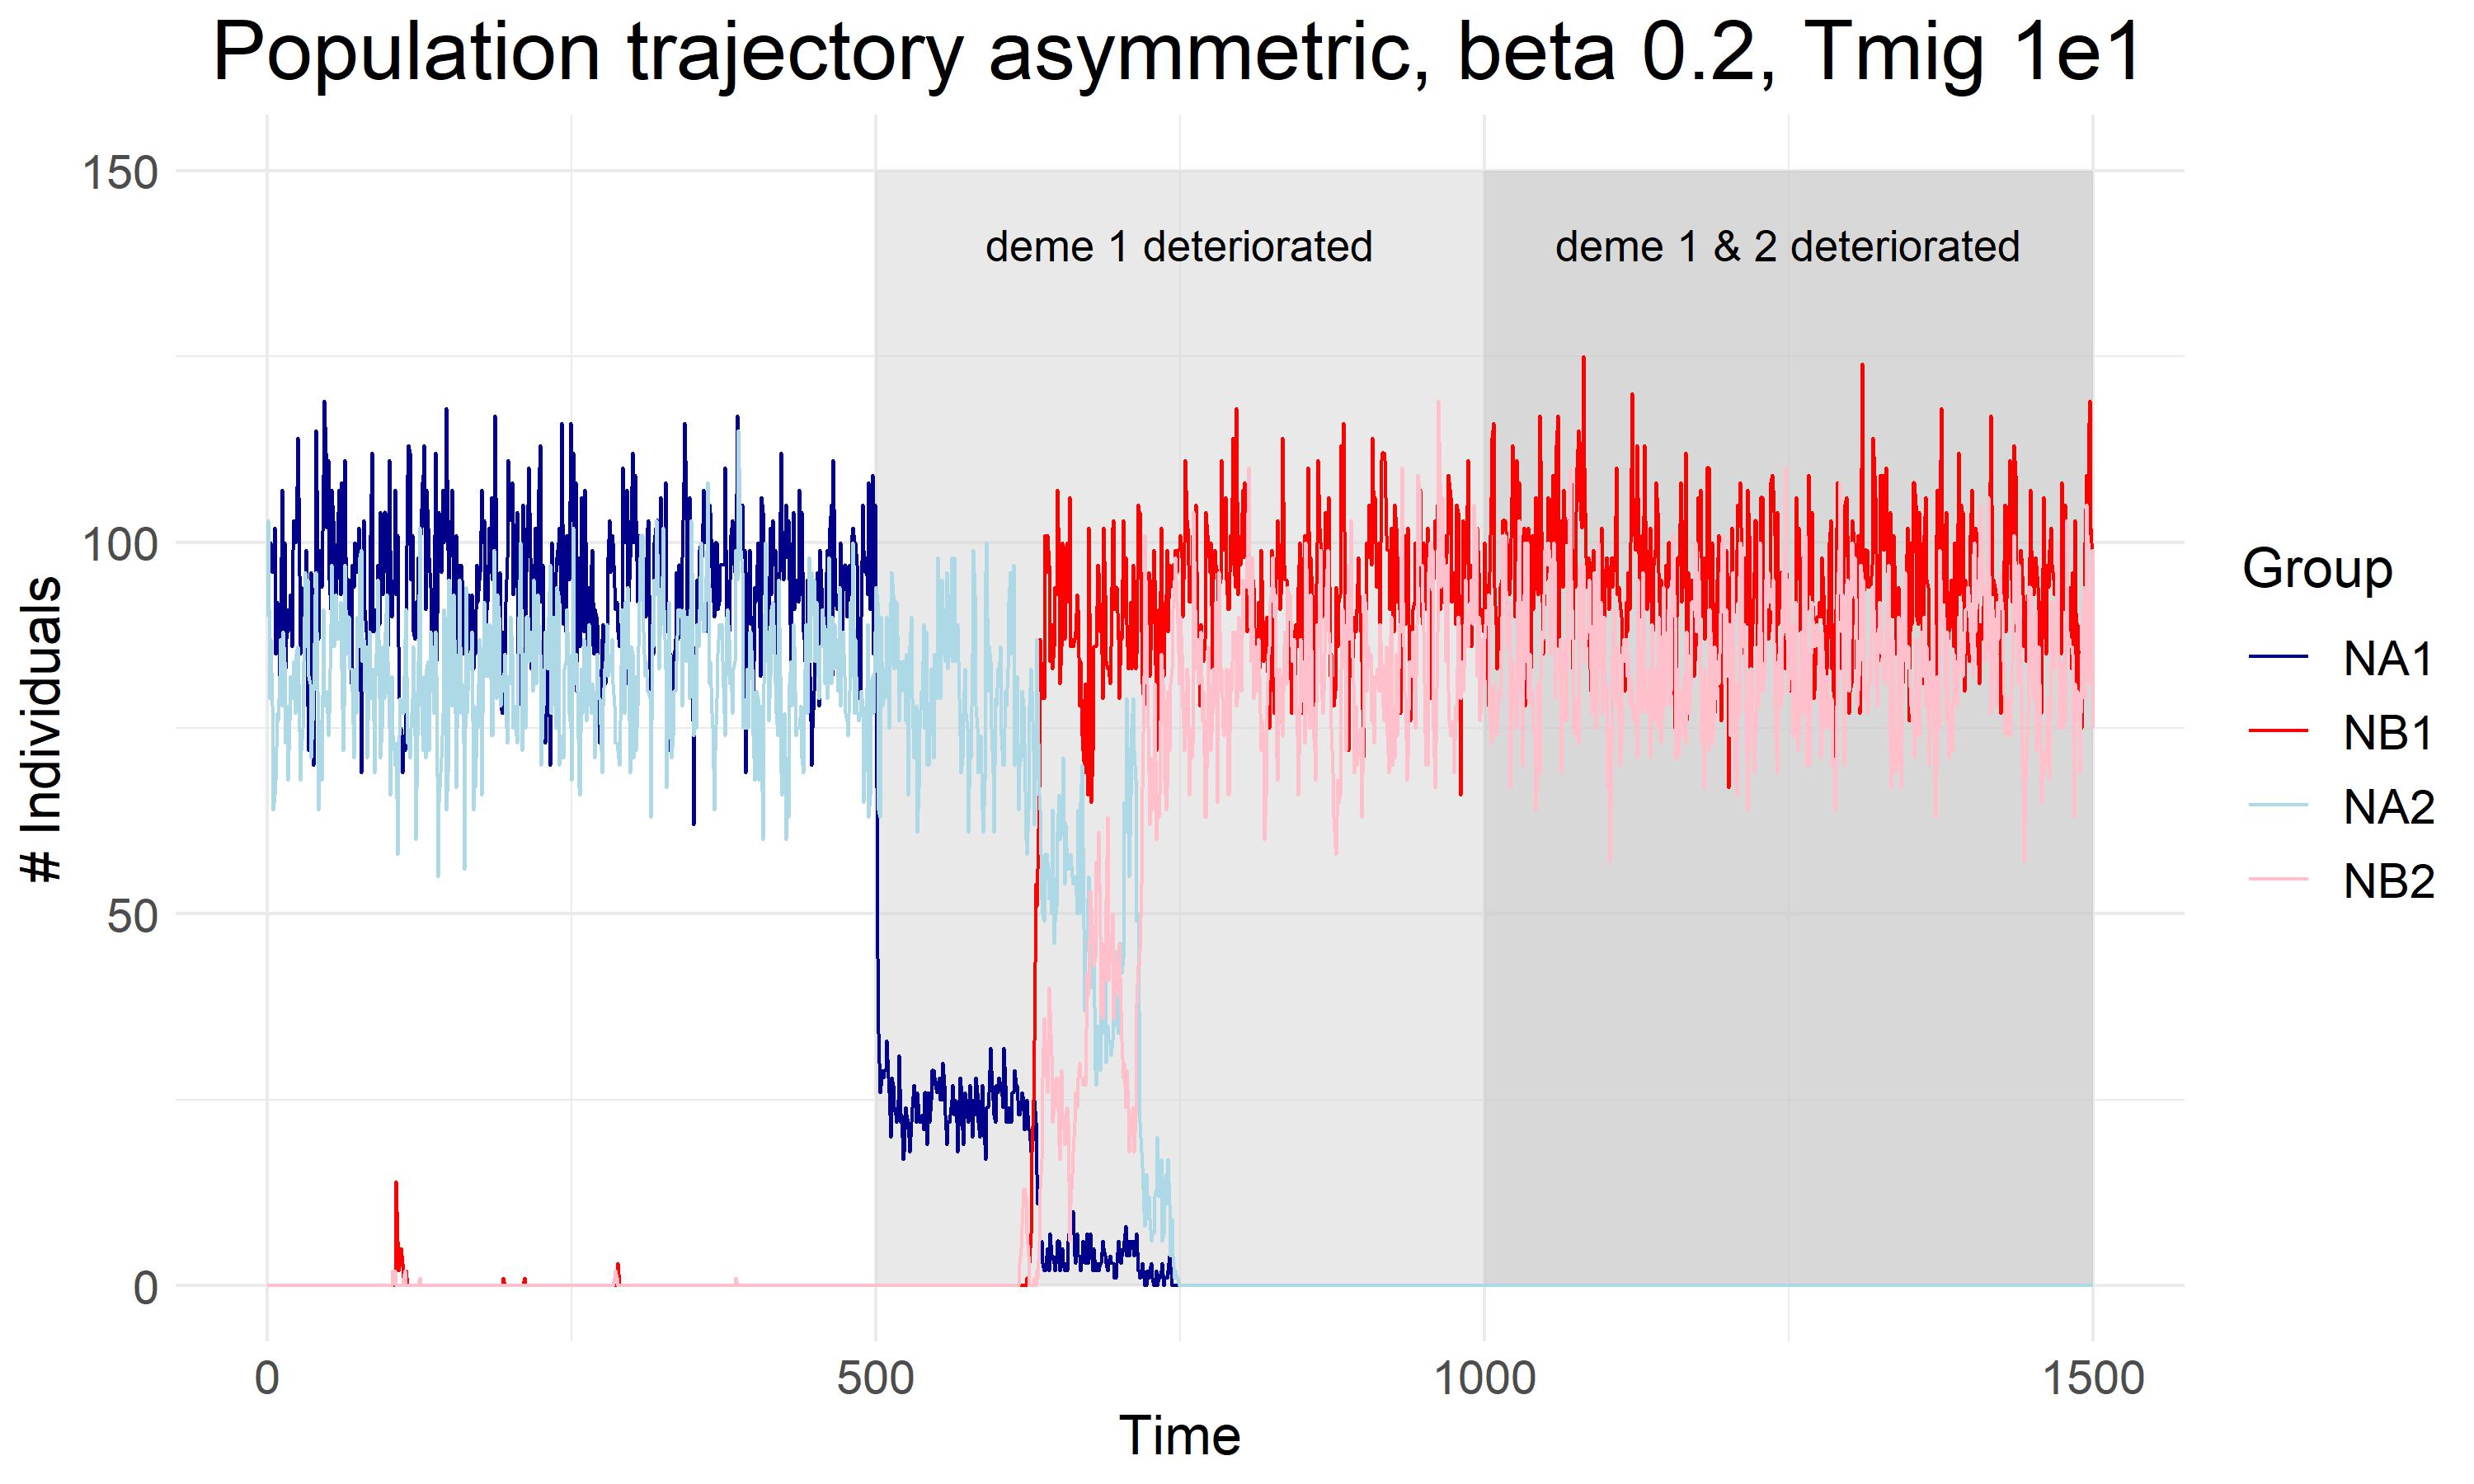 Population trajectory asymmetric, beta 0.2, Tmig 1e1
150
100
50
0
# Individuals
deme 1 deteriorated
deme 1 & 2 deteriorated
0
500
1000
1500
Time
Group
NA1
NB1
NA2
NB2